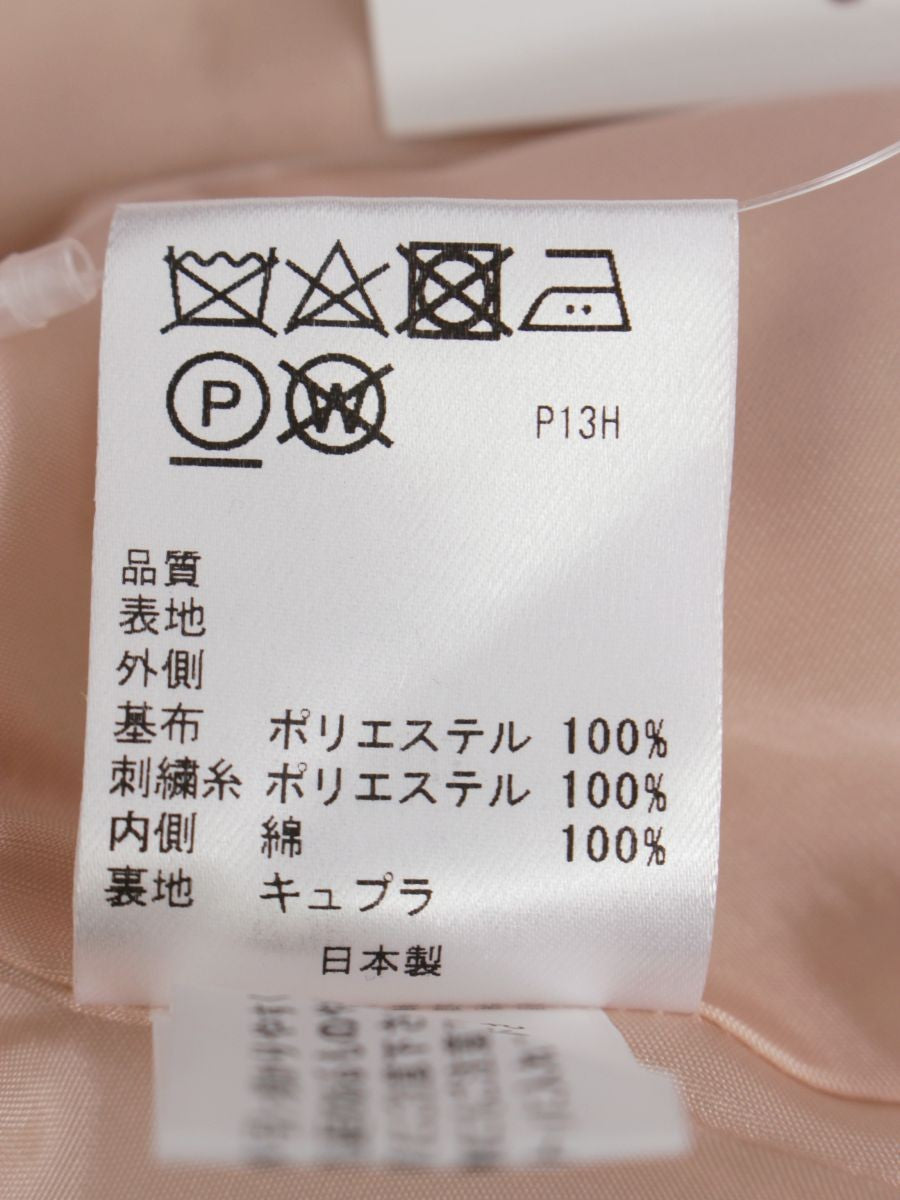 P
W
P13H
品質
表地
外側
基布 ポリエステル 100%
刺繍糸 ポリエステル 100%
内側 綿 100%
裏地 キュプラ
日本製